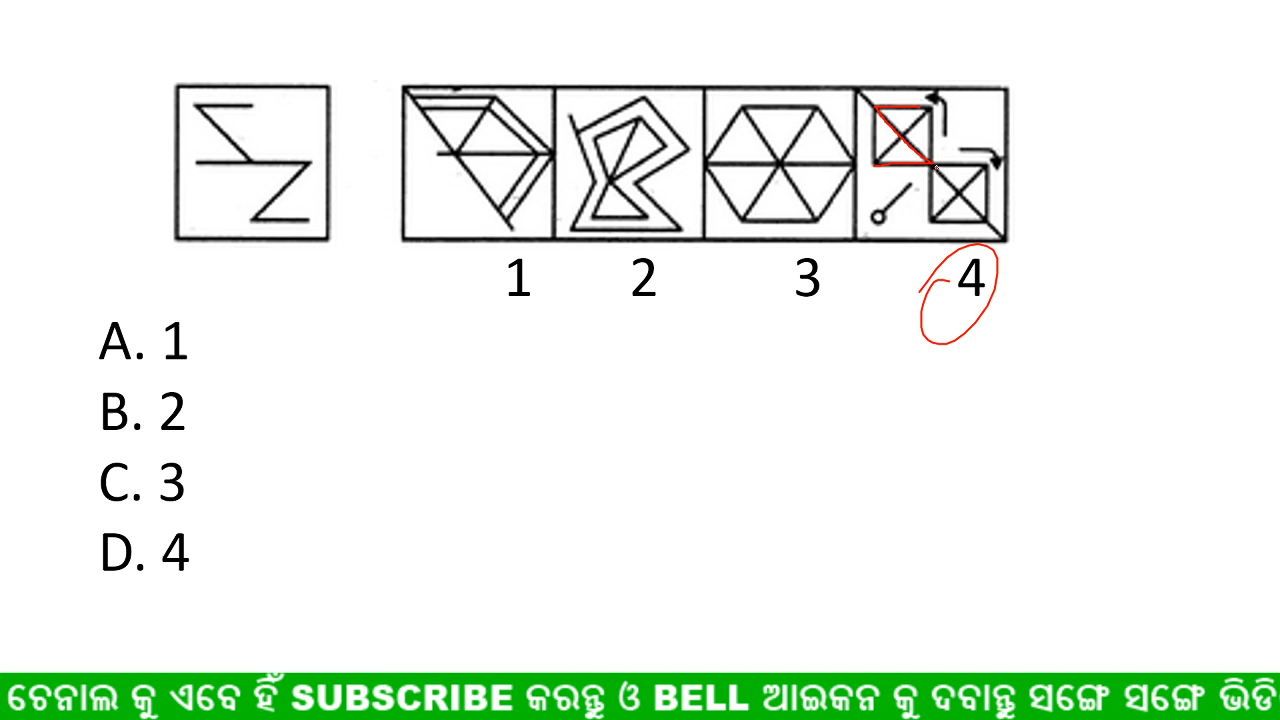 1 2 3 4
A. 1
B. 2
C. 3
D. 4
ଚେନାଲ କୁ ଏବେ ହିଁ SUBSCRIBE କରନ୍ତୁ ଓ BELL ଆଇକନ କୁ ଦବାନ୍ତୁ ସଙ୍ଗେ ସଙ୍ଗେ ଭିଡି